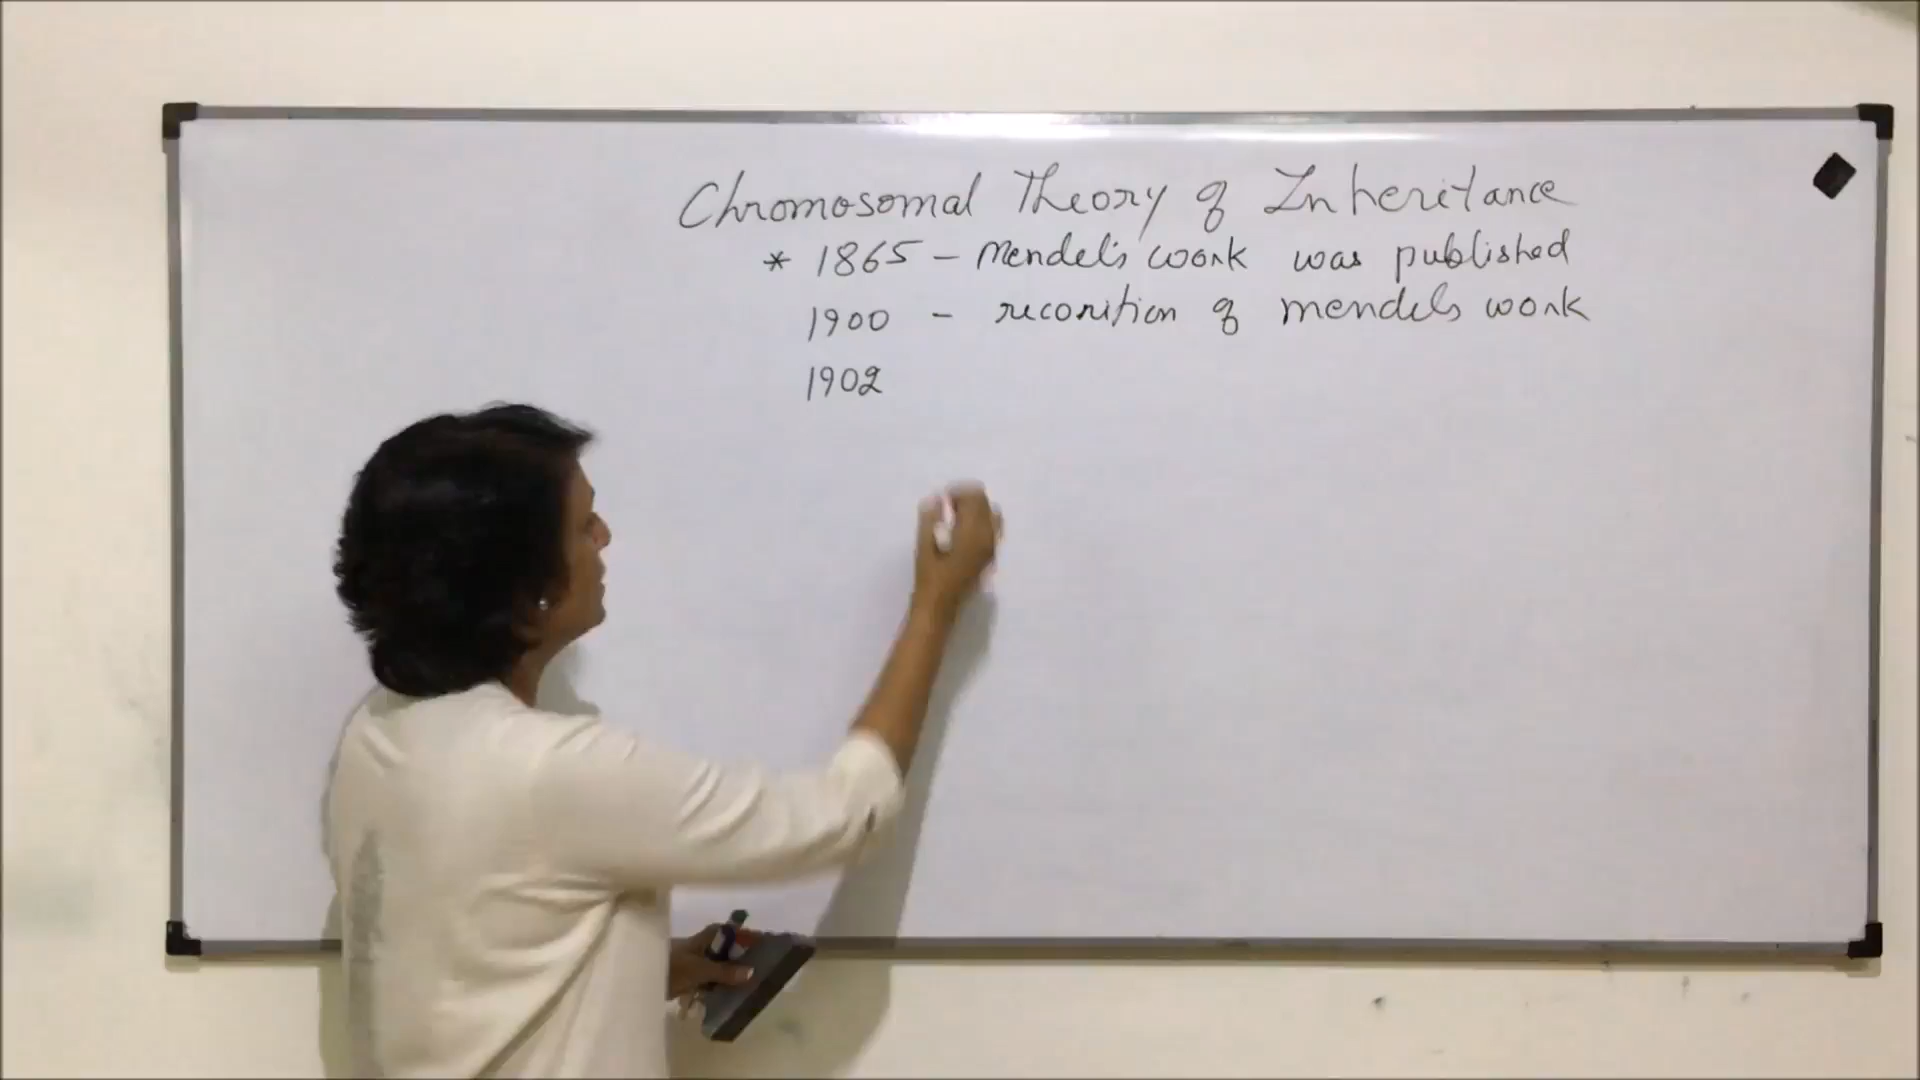 Chromosomal Theory of Inheritance
* 1865 - Mendel's work was published
1900 - reconition of mendels work
1902